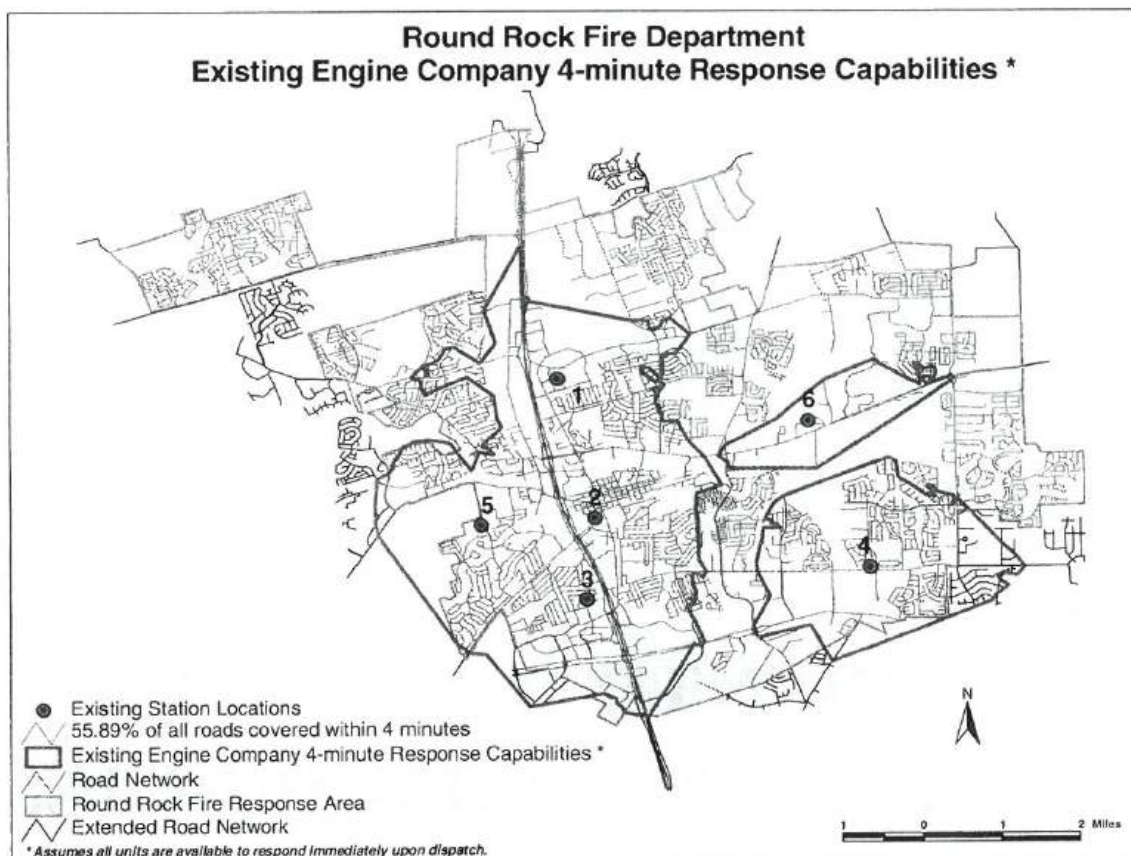 Round Rock Fire Department
Existing Engine Company 4-minute Response Capabilities *
1
6
2
5
4
3
N
Existing Station Locations
55.89% of all roads covered within 4 minutes
Existing Engine Company 4-minute Response Capabilities *
Road Network
Round Rock Fire Response Area
Extended Road Network
* Assumes all units are available to respond immediately upon dispatch.
1 0 1 2 Miles